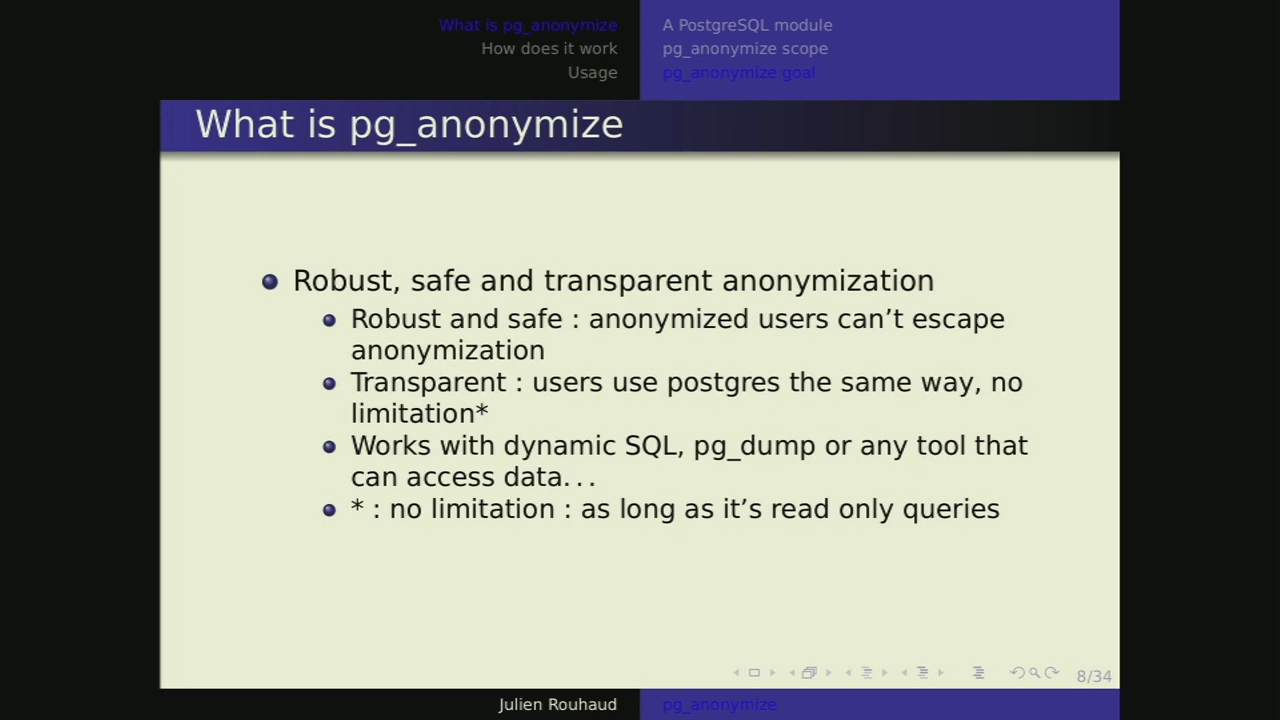 What is pg_anonymize
How does it work
Usage
A PostgreSQL module
pg_anonymize scope
pg_anonymize goal
What is pg_anonymize
Robust, safe and transparent anonymization
Robust and safe : anonymized users can't escape
anonymization
Transparent : users use postgres the same way, no
limitation*
Works with dynamic SQL, pg_dump or any tool that
can access data...
* : no limitation : as long as it's read only queries
8/34
Julien Rouhaud
pg_anonymize